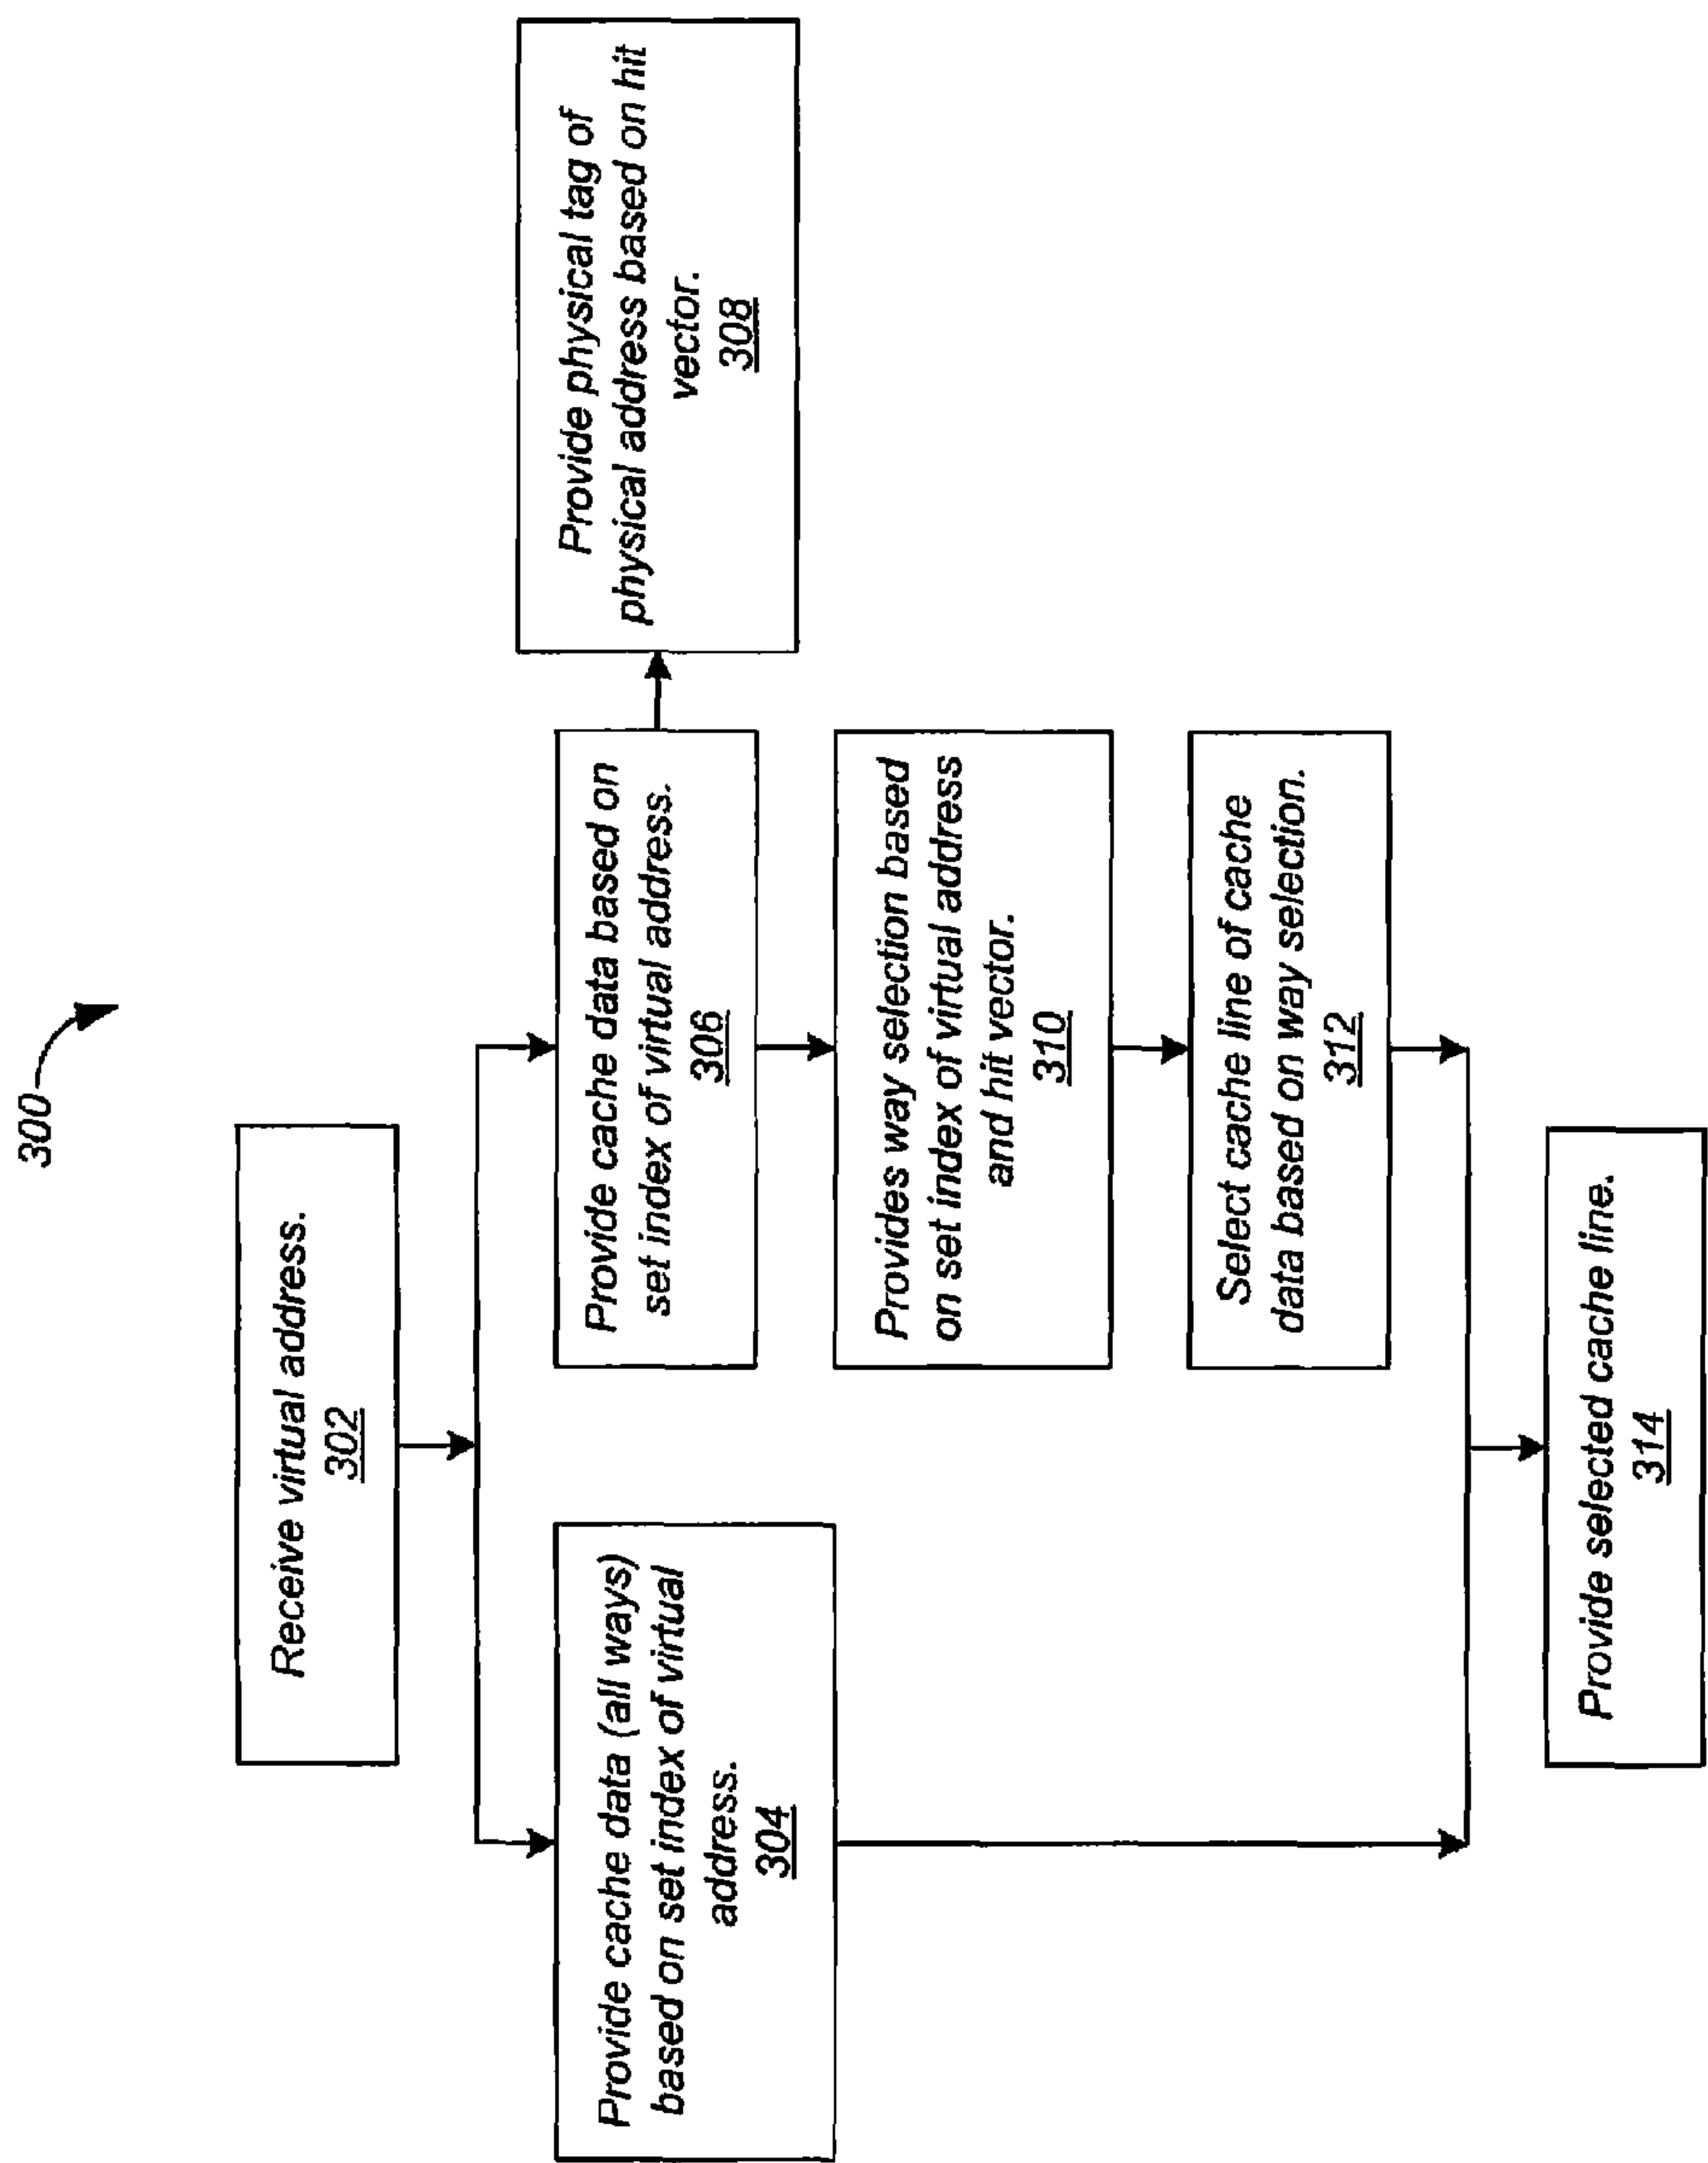 300
Receive virtual address.
302
Provide cache data (all ways)
based on set index of virtual
address.
304
Provide cache data based on
set index of virtual address.
306
Provide physical tag of
physical address based on hit
vector.
308
Provides way selection based
on set index of virtual address
and hit vector.
310
Select cache line of cache
data based on way selection.
312
Provide selected cache line.
314